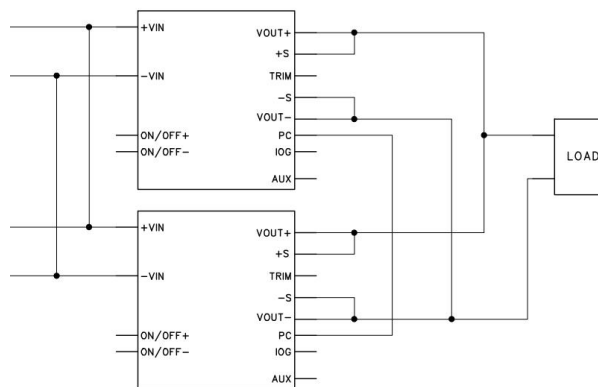 +VIN
VOUT+
+S
-VIN
TRIM
-S
VOUT-
ON/OFF+
PC
ON/OFF-
IOG
AUX
LOAD
+VIN
VOUT+
+S
-VIN
TRIM
-S
VOUT-
ON/OFF+
PC
ON/OFF-
IOG
AUX